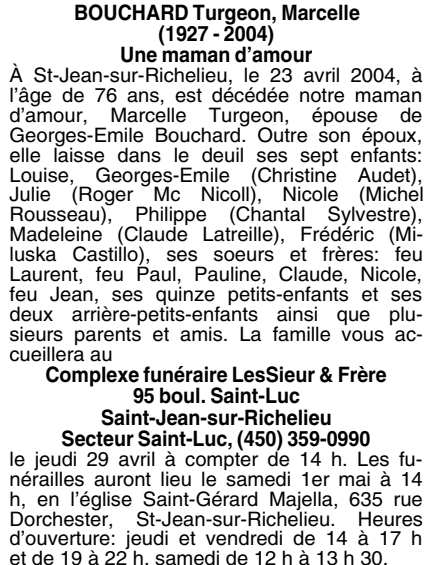 BOUCHARD Turgeon, Marcelle
(1927 - 2004)
Une maman d'amour
À St-Jean-sur-Richelieu, le 23 avril 2004, à
l'âge de 76 ans, est décédée notre maman
d'amour, Marcelle Turgeon, épouse de
Georges-Emile Bouchard. Outre son époux,
elle laisse dans le deuil ses sept enfants:
Louise, Georges-Emile (Christine Audet),
Julie (Roger Mc Nicoll), Nicole (Michel
Rousseau), Philippe (Chantal Sylvestre),
Madeleine (Claude Latreille), Frédéric (Mi-
luska Castillo), ses soeurs et frères: feu
Laurent, feu Paul, Pauline, Claude, Nicole,
feu Jean, ses quinze petits-enfants et ses
deux arrière-petits-enfants ainsi que plu-
sieurs parents et amis. La famille vous ac-
cueillera au
Complexe funéraire LesSieur & Frère
95 boul. Saint-Luc
Saint-Jean-sur-Richelieu
Secteur Saint-Luc, (450) 359-0990
le jeudi 29 avril à compter de 14 h. Les fu-
nérailles auront lieu le samedi 1er mai à 14
h, en l'église Saint-Gérard Majella, 635 rue
Dorchester, St-Jean-sur-Richelieu. Heures
d'ouverture: jeudi et vendredi de 14 à 17 h
et de 19 à 22 h, samedi de 12 h à 13 h 30.